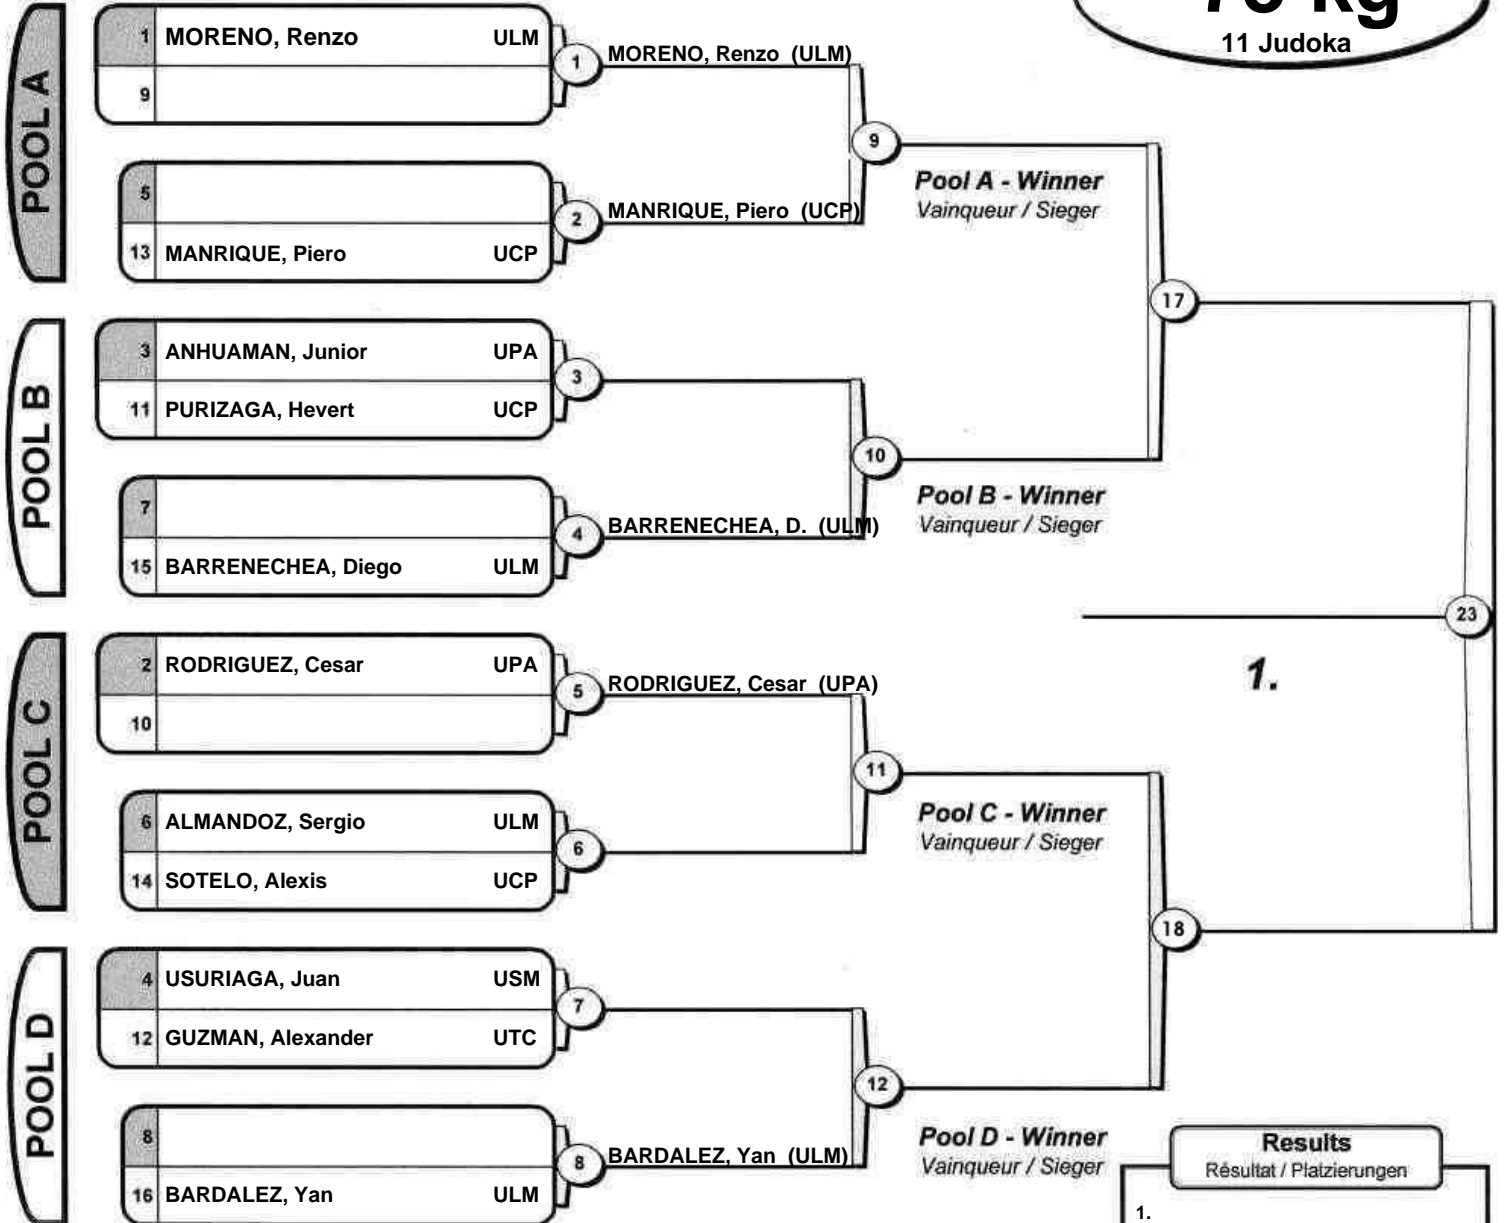 73 kg
11 Judoka
POOL A
1 MORENO, Renzo ULM
9
1 MORENO, Renzo (ULM)
9
5
13 MANRIQUE, Piero UCP
2 MANRIQUE, Piero (UCP)
Pool A - Winner
Vainqueur / Sieger
17
POOL B
3 ANHUAMAN, Junior UPA
11 PURIZAGA, Hevert UCP
3
10
7
15 BARRENECHEA, Diego ULM
4 BARRENECHEA, D. (ULM)
Pool B - Winner
Vainqueur / Sieger
23
1.
POOL C
2 RODRIGUEZ, Cesar UPA
10
5 RODRIGUEZ, Cesar (UPA)
11
6 ALMANDOZ, Sergio ULM
14 SOTELO, Alexis UCP
6
Pool C - Winner
Vainqueur / Sieger
18
POOL D
4 USURIAGA, Juan USM
12 GUZMAN, Alexander UTC
7
12
8
16 BARDALEZ, Yan ULM
8 BARDALEZ, Yan (ULM)
Pool D - Winner
Vainqueur / Sieger
Results
Résultat / Platzierungen
1.